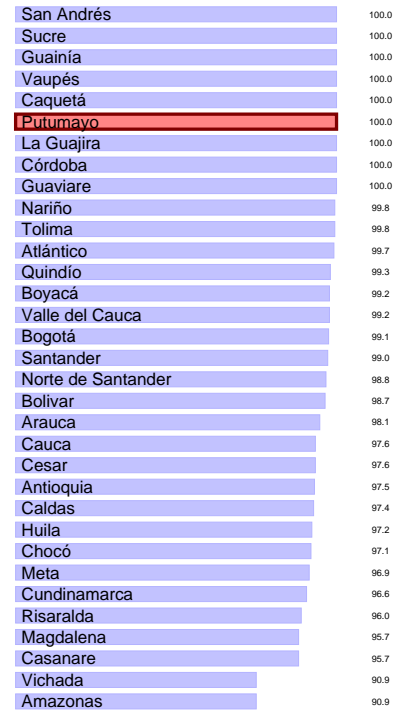 San Andrés 100.0
Sucre 100.0
Guainía 100.0
Vaupés 100.0
Caquetá 100.0
Putumayo 100.0
La Guajira 100.0
Córdoba 100.0
Guaviare 100.0
Nariño 99.8
Tolima 99.8
Atlántico 99.7
Quindío 99.3
Boyacá 99.2
Valle del Cauca 99.2
Bogotá 99.1
Santander 99.0
Norte de Santander 98.8
Bolivar 98.7
Arauca 98.1
Cauca 97.6
Cesar 97.6
Antioquia 97.5
Caldas 97.4
Huila 97.2
Chocó 97.1
Meta 96.9
Cundinamarca 96.6
Risaralda 96.0
Magdalena 95.7
Casanare 95.7
Vichada 90.9
Amazonas 90.9